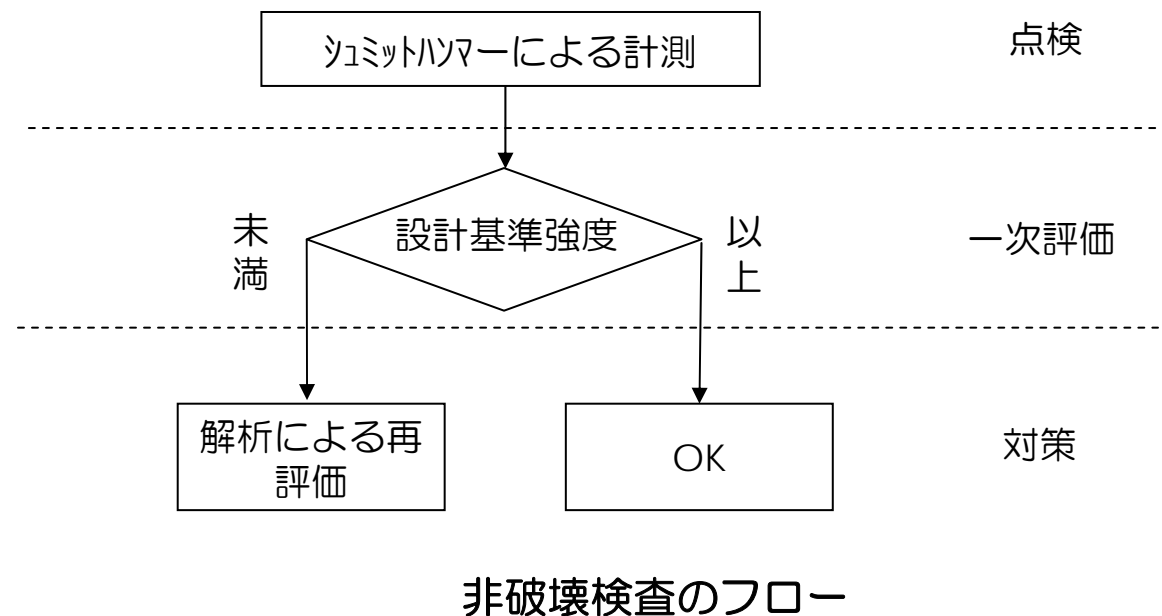 ｼｭﾐｯﾄﾊﾝﾏｰによる計測
点検
未満
設計基準強度
以上
一次評価
解析による再
評価
OK
対策
非破壊検査のフロー